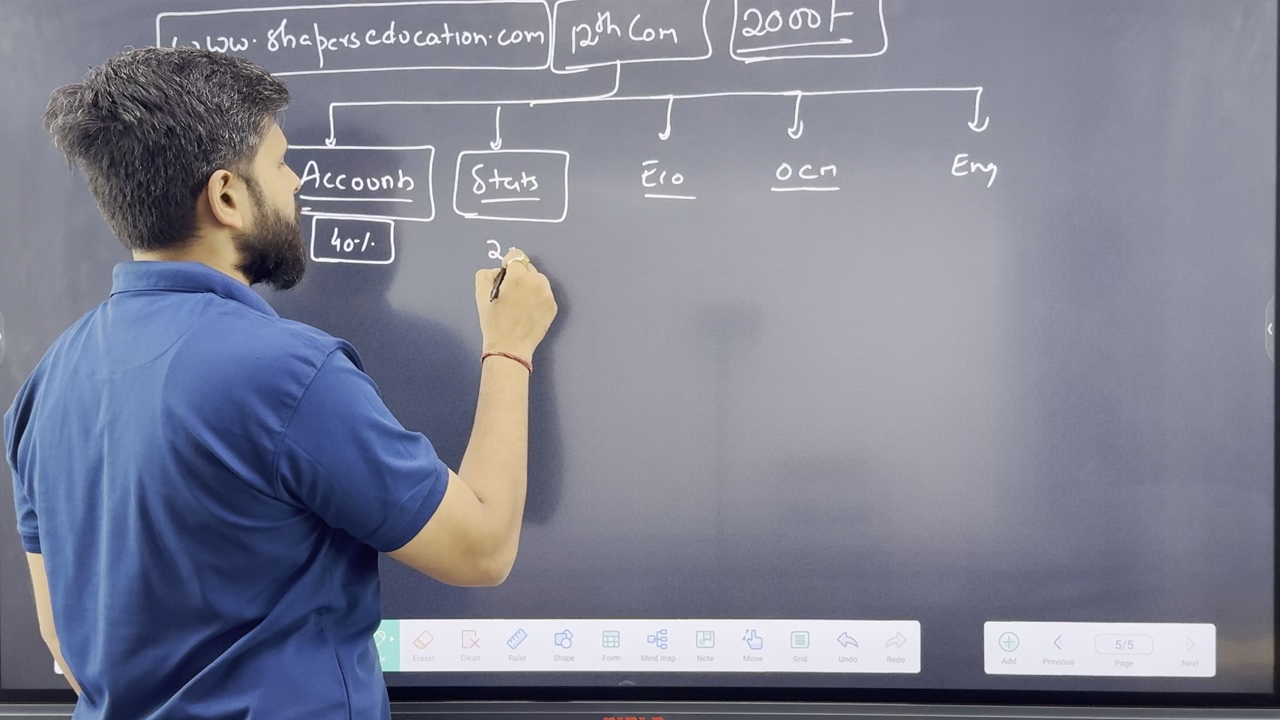 www.shaperseducation.com 12th Com 2000+
Accounts Stats Eco OCM Eng
40% 2
Eraser Clean Ruler Shape Form Mind map Note Move Grid Undo Redo
Add Previous 5/5 Page Next